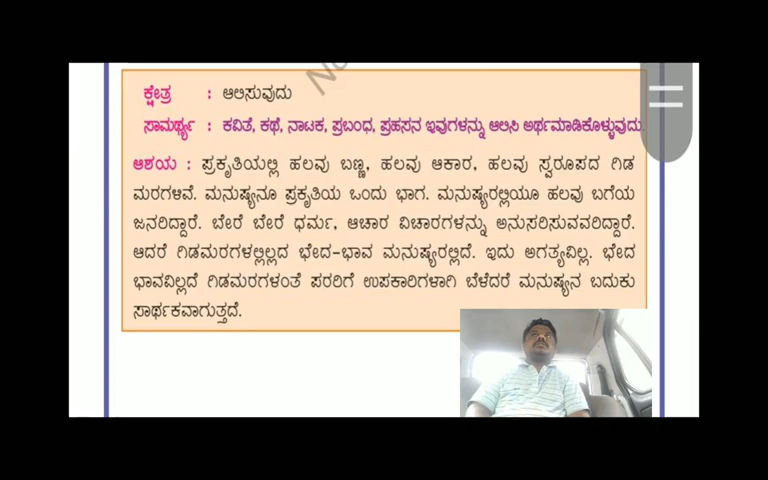 ಕ್ಷೇತ್ರ : ಆಲಿಸುವುದು
ಸಾಮರ್ಥ್ಯ : ಕವಿತೆ, ಕಥೆ, ನಾಟಕ, ಪ್ರಬಂಧ, ಪ್ರಹಸನ ಇವುಗಳನ್ನು ಆಲಿಸಿ ಅರ್ಥಮಾಡಿಕೊಳ್ಳುವುದು.
ಆಶಯ : ಪ್ರಕೃತಿಯಲ್ಲಿ ಹಲವು ಬಣ್ಣ, ಹಲವು ಆಕಾರ, ಹಲವು ಸ್ವರೂಪದ ಗಿಡ
ಮರಗಳಿವೆ. ಮನುಷ್ಯನೂ ಪ್ರಕೃತಿಯ ಒಂದು ಭಾಗ. ಮನುಷ್ಯರಲ್ಲಿಯೂ ಹಲವು ಬಗೆಯ
ಜನರಿದ್ದಾರೆ. ಬೇರೆ ಬೇರೆ ಧರ್ಮ, ಆಚಾರ ವಿಚಾರಗಳನ್ನು ಅನುಸರಿಸುವವರಿದ್ದಾರೆ.
ಆದರೆ ಗಿಡಮರಗಳಲ್ಲಿಲ್ಲದ ಭೇದ-ಭಾವ ಮನುಷ್ಯರಲ್ಲಿದೆ. ಇದು ಅಗತ್ಯವಿಲ್ಲ. ಭೇದ
ಭಾವವಿಲ್ಲದೆ ಗಿಡಮರಗಳಂತೆ ಪರರಿಗೆ ಉಪಕಾರಿಗಳಾಗಿ ಬೆಳೆದರೆ ಮನುಷ್ಯನ ಬದುಕು
ಸಾರ್ಥಕವಾಗುತ್ತದೆ.